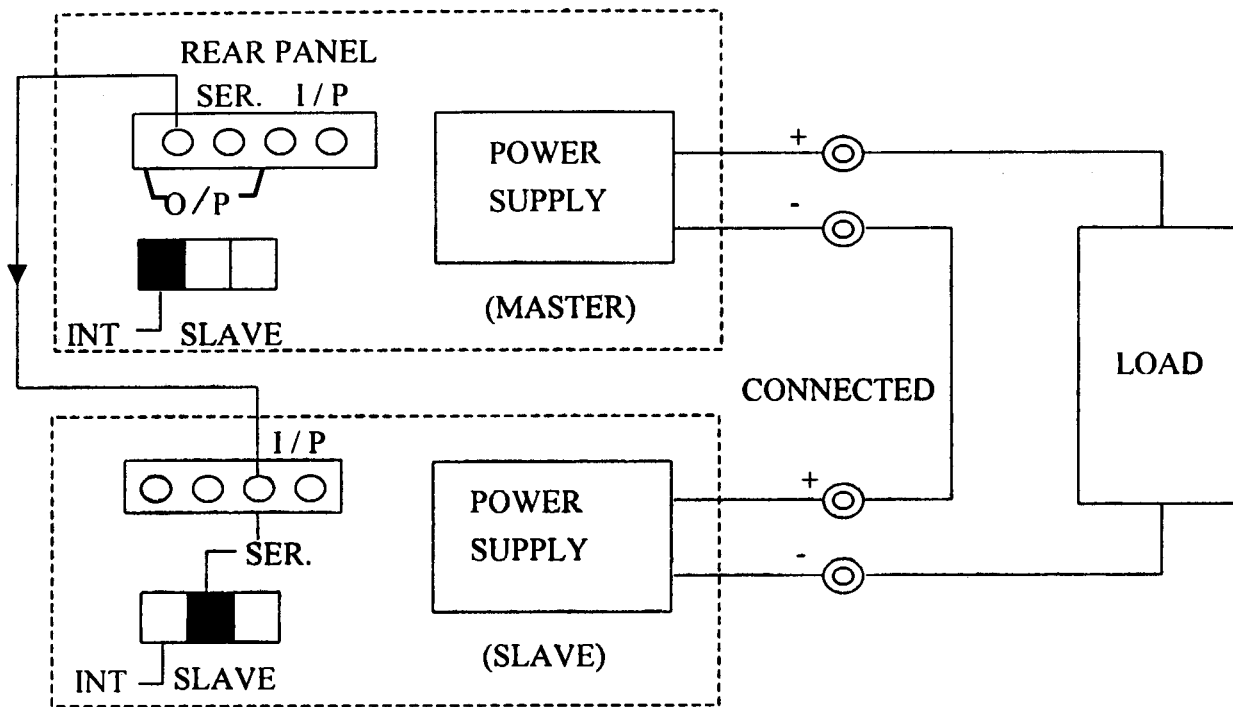 REAR PANEL
SER. I / P
O / P
INT SLAVE
POWER
SUPPLY
(MASTER)
+
-
CONNECTED
LOAD
I / P
SER.
INT SLAVE
POWER
SUPPLY
(SLAVE)
+
-